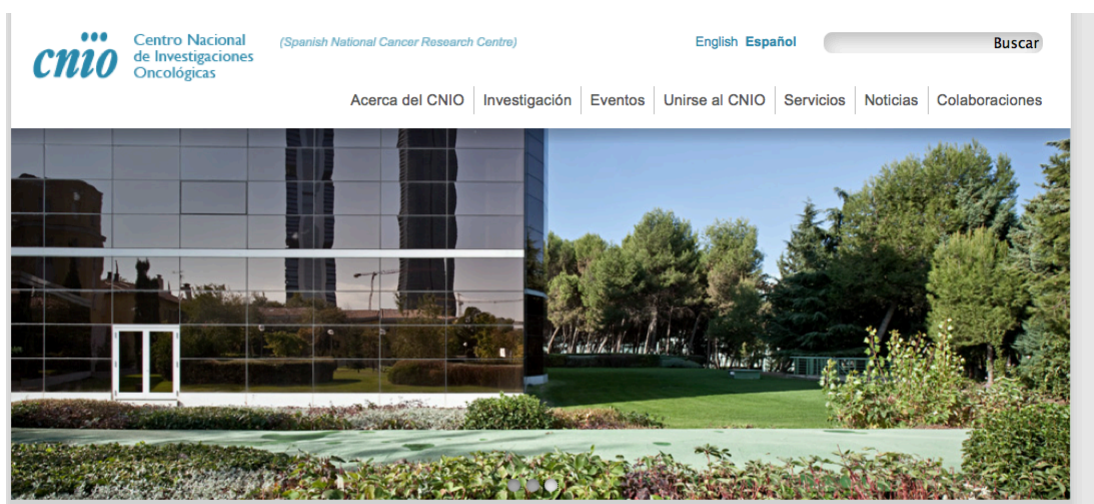 cnio
Centro Nacional
de Investigaciones
Oncológicas
(Spanish National Cancer Research Centre)
English Español
Buscar
Acerca del CNIO Investigación Eventos Unirse al CNIO Servicios Noticias Colaboraciones